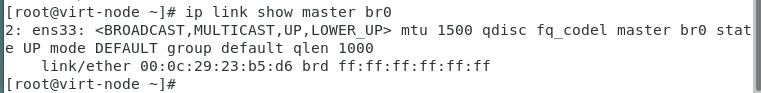 [root@virt-node ~]# ip link show master br0
2: ens33: <BROADCAST,MULTICAST,UP,LOWER_UP> mtu 1500 qdisc fq_codel master br0 stat
e UP mode DEFAULT group default qlen 1000
    link/ether 00:0c:29:23:b5:d6 brd ff:ff:ff:ff:ff:ff
[root@virt-node ~]#